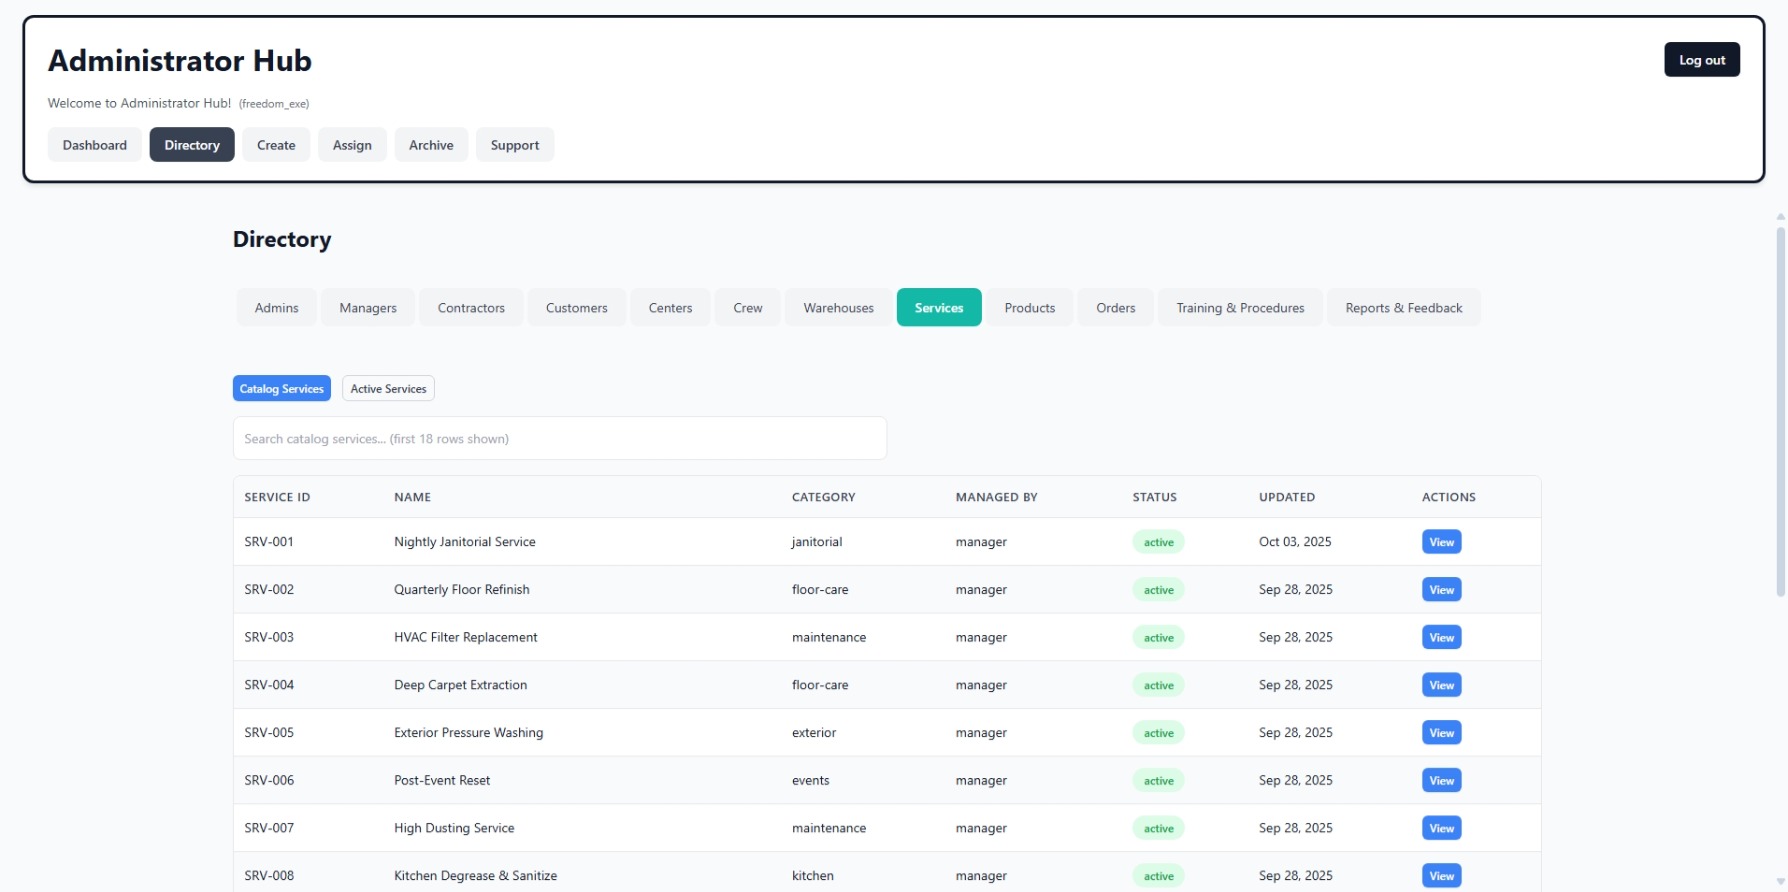 Administrator Hub
Log out
Welcome to Administrator Hub! (freedom_exe)
Dashboard Directory Create Assign Archive Support
Directory
Admins Managers Contractors Customers Centers Crew Warehouses Services Products Orders Training & Procedures Reports & Feedback
Catalog Services Active Services
Search catalog services... (first 18 rows shown)
SERVICE ID NAME CATEGORY MANAGED BY STATUS UPDATED ACTIONS
SRV-001 Nightly Janitorial Service janitorial manager active Oct 03, 2025 View
SRV-002 Quarterly Floor Refinish floor-care manager active Sep 28, 2025 View
SRV-003 HVAC Filter Replacement maintenance manager active Sep 28, 2025 View
SRV-004 Deep Carpet Extraction floor-care manager active Sep 28, 2025 View
SRV-005 Exterior Pressure Washing exterior manager active Sep 28, 2025 View
SRV-006 Post-Event Reset events manager active Sep 28, 2025 View
SRV-007 High Dusting Service maintenance manager active Sep 28, 2025 View
SRV-008 Kitchen Degrease & Sanitize kitchen manager active Sep 28, 2025 View